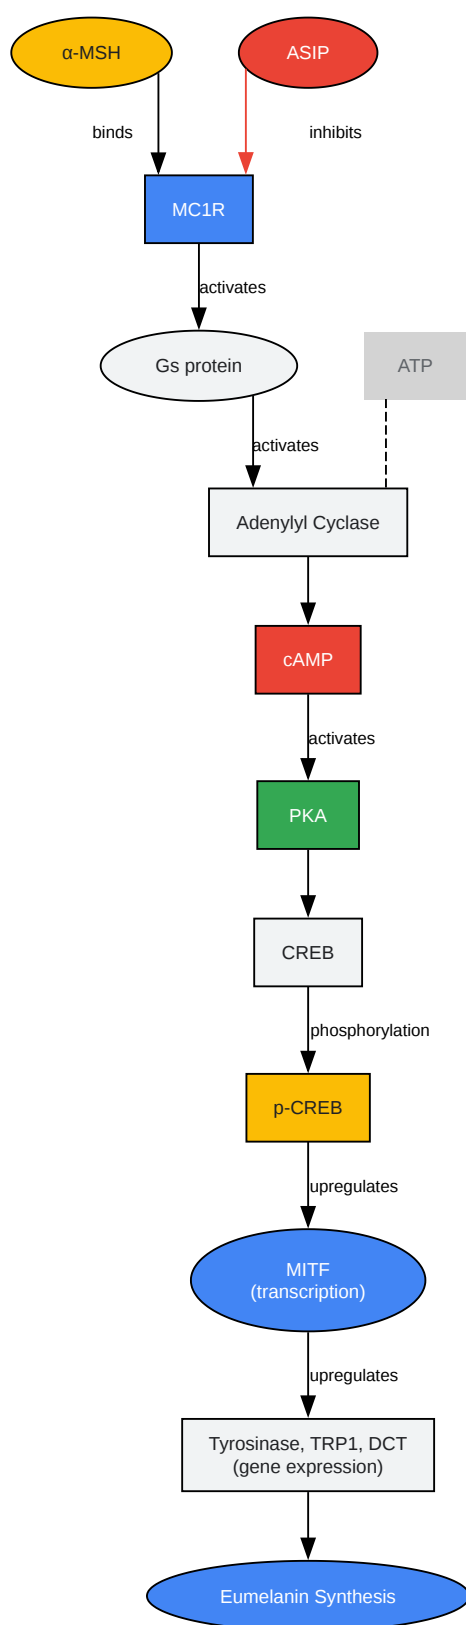 α-MSH
ASIP
binds
inhibits
MC1R
activates
Gs protein
ATP
activates
Adenylyl Cyclase
cAMP
activates
PKA
CREB
phosphorylation
p-CREB
upregulates
MITF
(transcription)
upregulates
Tyrosinase, TRP1, DCT
(gene expression)
Eumelanin Synthesis